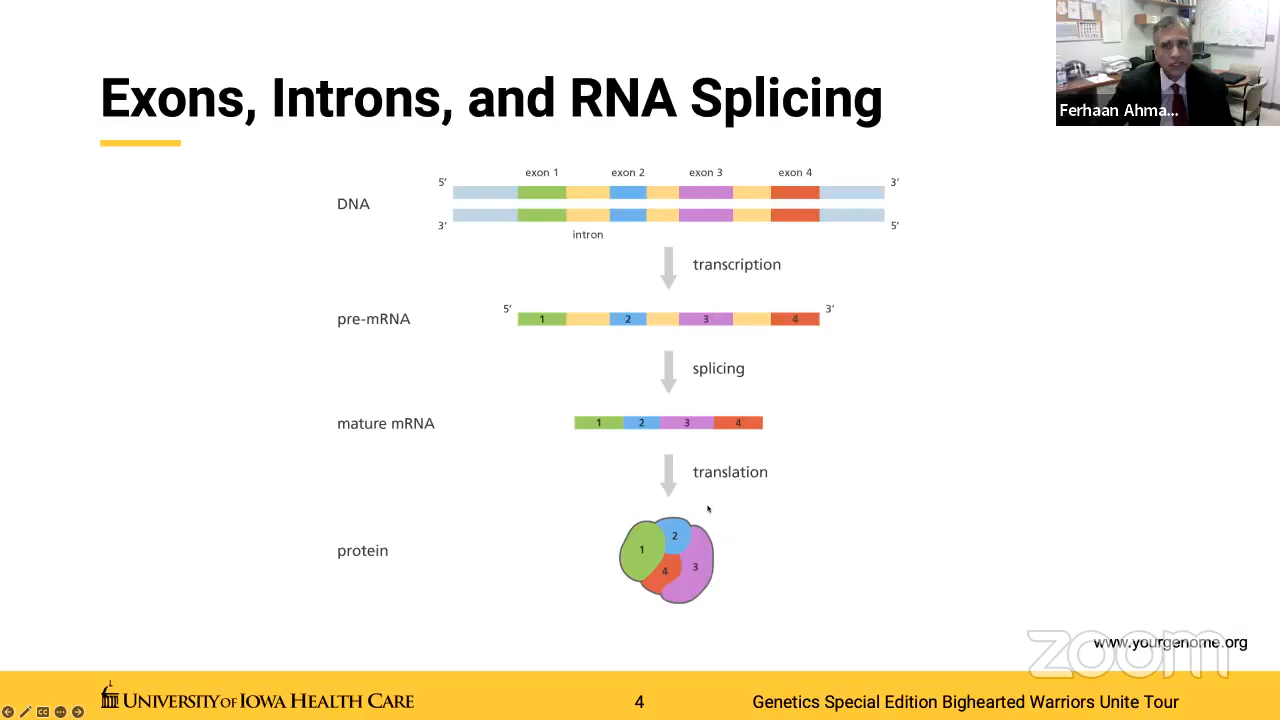 Ferhaan Ahma...
Exons, Introns, and RNA Splicing
exon 1 exon 2 exon 3 exon 4
5’ 3’
DNA
3’ 5’
intron
transcription
5’ 3’
pre-mRNA 1 2 3 4
splicing
mature mRNA 1 2 3 4
translation
protein 1 2 3 4
www.yourgenome.org
zoom
UNIVERSITY OF IOWA HEALTH CARE 4 Genetics Special Edition Bighearted Warriors Unite Tour